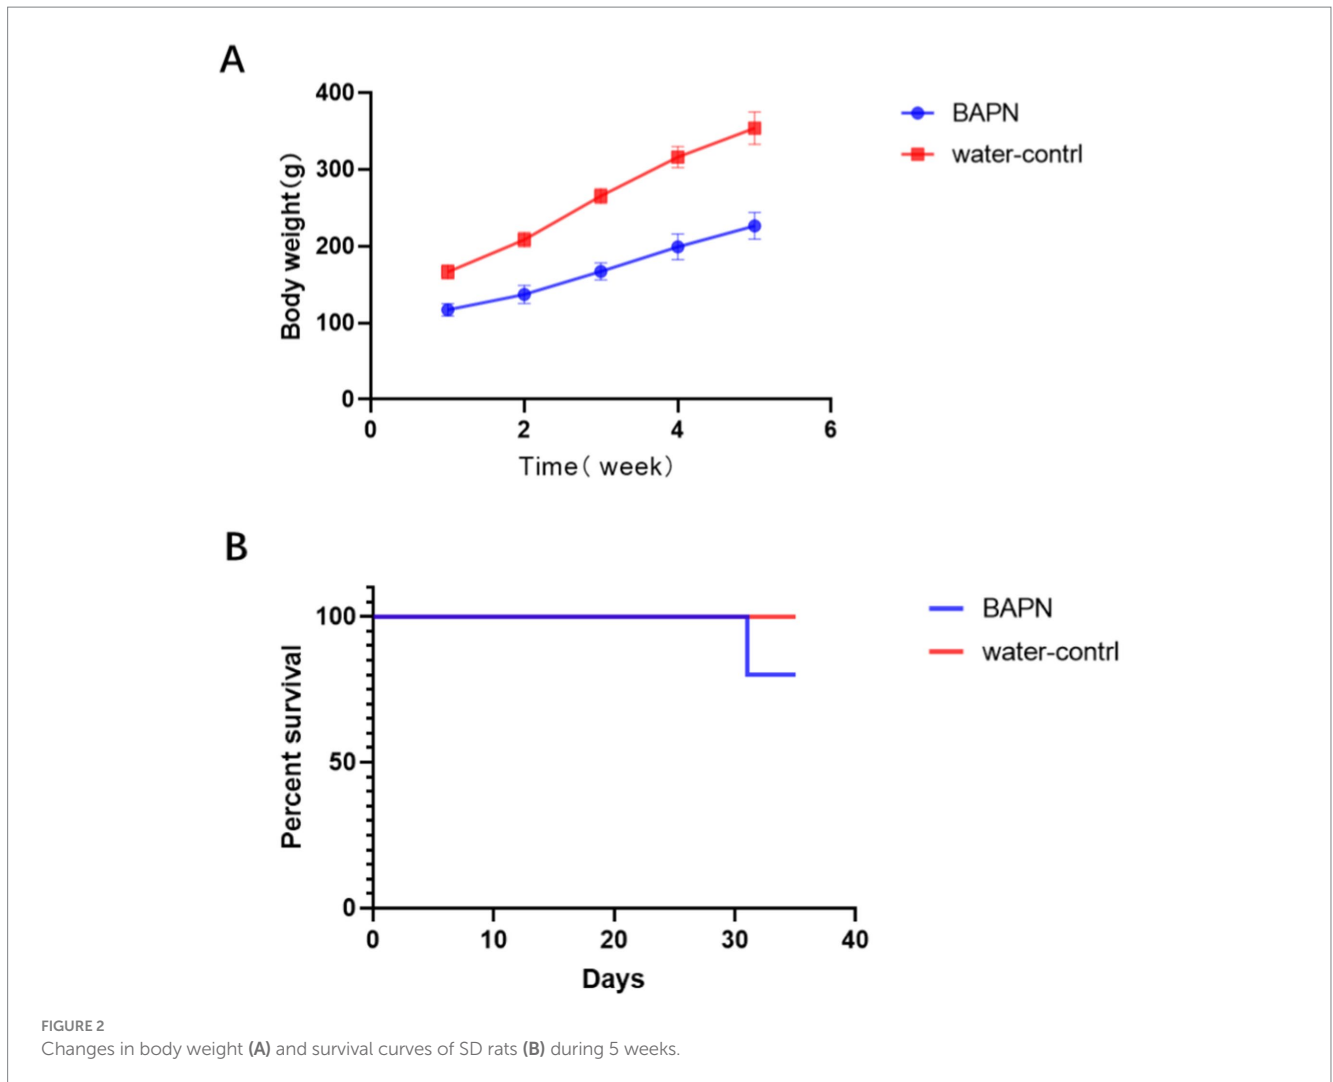 A
400
300
200
100
0
Body weight(g)
0 2 4 6
Time( week)
BAPN
water-contrl
B
100
50
0
Percent survival
0 10 20 30 40
Days
BAPN
water-contrl
FIGURE 2
Changes in body weight (A) and survival curves of SD rats (B) during 5 weeks.